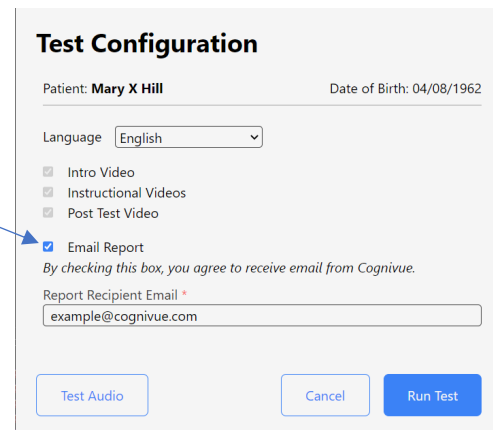 Test Configuration
Patient: Mary X Hill Date of Birth: 04/08/1962
Language English
Intro Video
Instructional Videos
Post Test Video
Email Report
By checking this box, you agree to receive email from Cognivue.
Report Recipient Email *
example@cognivue.com
Test Audio Cancel Run Test